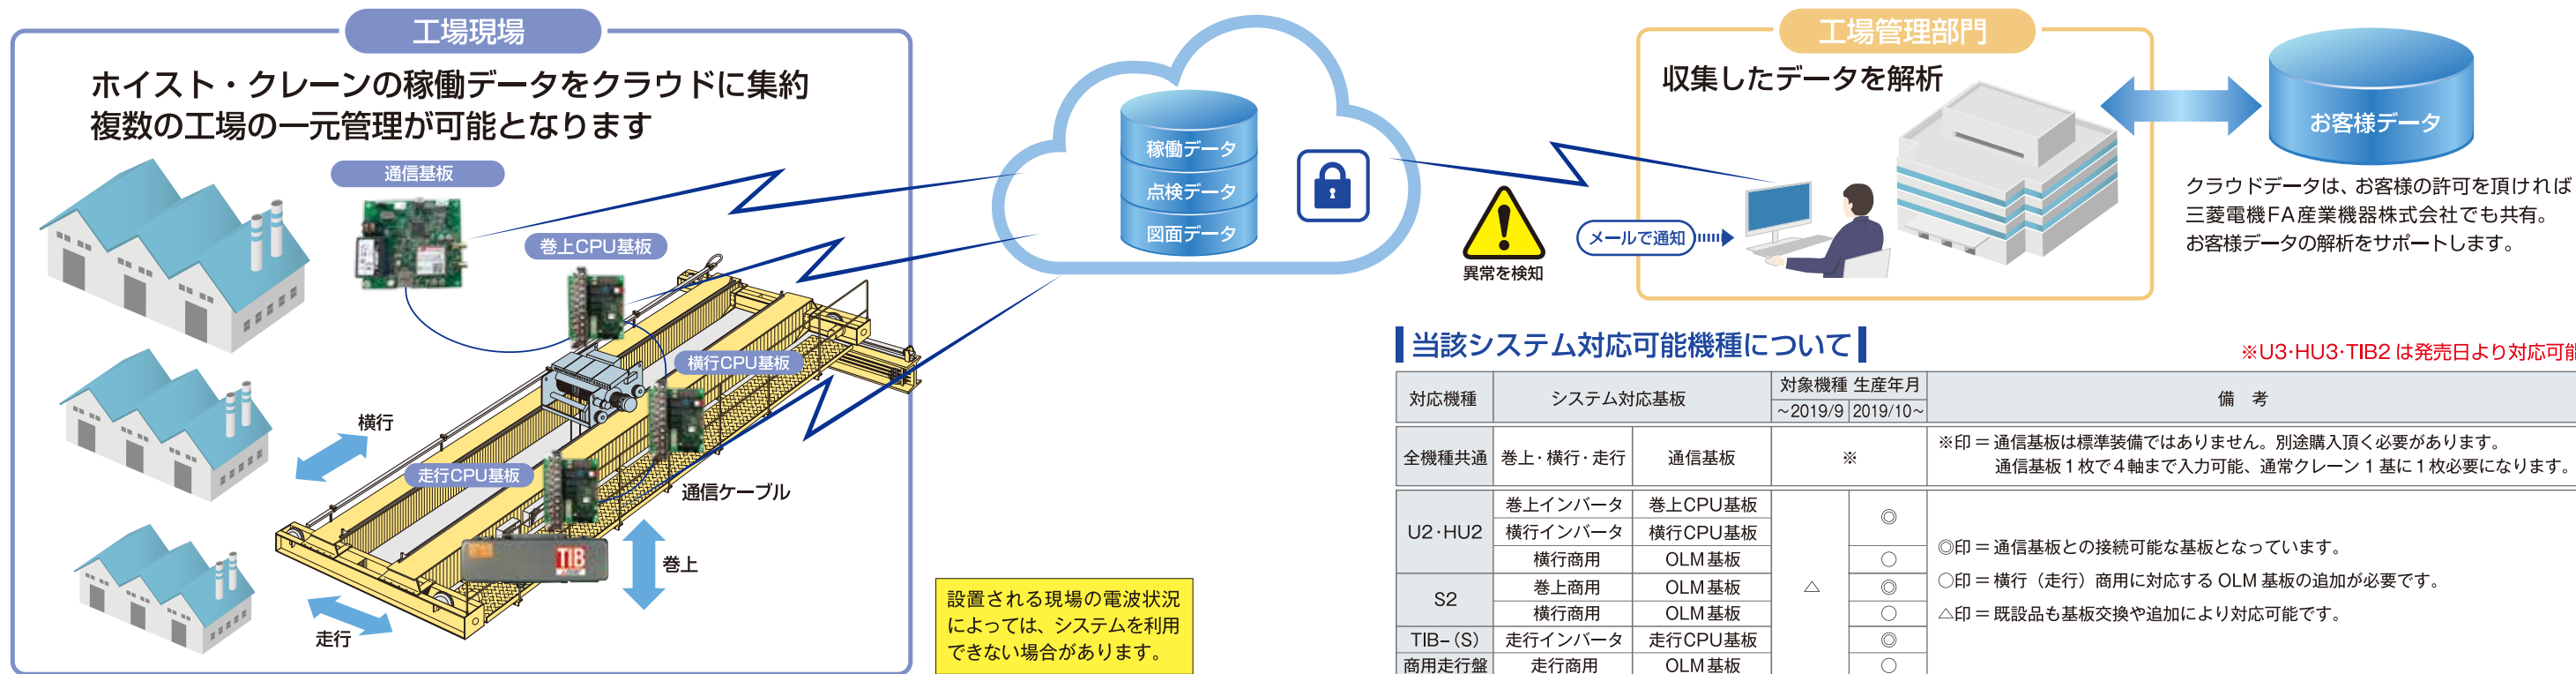 工場現場
ホイスト・クレーンの稼働データをクラウドに集約
複数の工場の一元管理が可能となります
通信基板
巻上CPU基板
横行CPU基板
走行CPU基板
通信ケーブル
横行
巻上
走行
TIB
稼働データ
点検データ
図面データ
異常を検知
メールで通知
工場管理部門
収集したデータを解析
お客様データ
クラウドデータは、お客様の許可を頂ければ
三菱電機FA産業機器株式会社でも共有。
お客様データの解析をサポートします。
設置される現場の電波状況
によっては、システムを利用
できない場合があります。
当該システム対応可能機種について
※U3・HU3・TIB2 は発売日より対応可能
対応機種 システム対応基板 対象機種 生産年月 備 考
~2019/9 2019/10~
全機種共通 巻上・横行・走行 通信基板 ※ ※印＝通信基板は標準装備ではありません。別途購入頂く必要があります。
通信基板1枚で4軸まで入力可能、通常クレーン1基に1枚必要になります。
U2・HU2 巻上インバータ 巻上CPU基板 ◎
横行インバータ 横行CPU基板
横行商用 OLM基板 ○
S2 巻上商用 OLM基板 △ ◎
横行商用 OLM基板 ○
TIB-(S) 走行インバータ 走行CPU基板 ◎
商用走行盤 走行商用 OLM基板 ○
◎印＝通信基板との接続可能な基板となっています。
○印＝横行（走行）商用に対応するOLM基板の追加が必要です。
△印＝既設品も基板交換や追加により対応可能です。